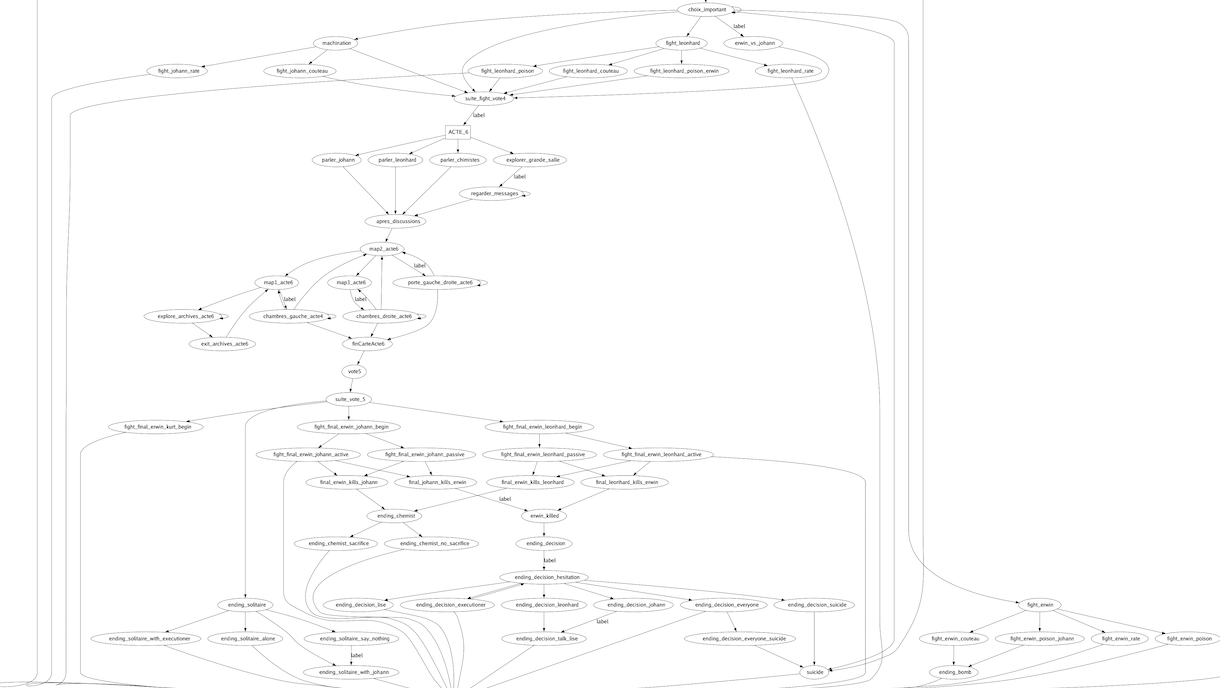 choix_important
label
machination
fight_leonhard
erwin_vs_johann
fight_johann_rate
fight_johann_couteau
fight_leonhard_poison
fight_leonhard_couteau
fight_leonhard_poison_erwin
fight_leonhard_rate
suite_fight_vote4
label
ACTE_6
parler_johann
parler_leonhard
parler_chimistes
explorer_grande_salle
label
regarder_messages
apres_discussions
map2_acte6
label
map1_acte6
map3_acte6
porte_gauche_droite_acte6
label
label
explore_archives_acte6
chambres_gauche_acte4
chambres_droite_acte6
exit_archives_acte6
finCarteActe6
vote5
suite_vote_5
fight_final_erwin_kurt_begin
fight_final_erwin_johann_begin
fight_final_erwin_leonhard_begin
fight_final_erwin_johann_active
fight_final_erwin_johann_passive
fight_final_erwin_leonhard_passive
fight_final_erwin_leonhard_active
final_erwin_kills_johann
final_johann_kills_erwin
final_erwin_kills_leonhard
final_leonhard_kills_erwin
label
ending_chemist
erwin_killed
ending_chemist_sacrifice
ending_chemist_no_sacrifice
ending_decision
label
ending_decision_hesitation
ending_solitaire
ending_decision_lise
ending_decision_executioner
ending_decision_leonhard
ending_decision_johann
ending_decision_everyone
ending_decision_suicide
fight_erwin
label
ending_solitaire_with_executioner
ending_solitaire_alone
ending_solitaire_say_nothing
ending_decision_talk_lise
ending_decision_everyone_suicide
fight_erwin_couteau
fight_erwin_poison_johann
fight_erwin_rate
fight_erwin_poison
label
ending_solitaire_with_johann
suicide
ending_bomb